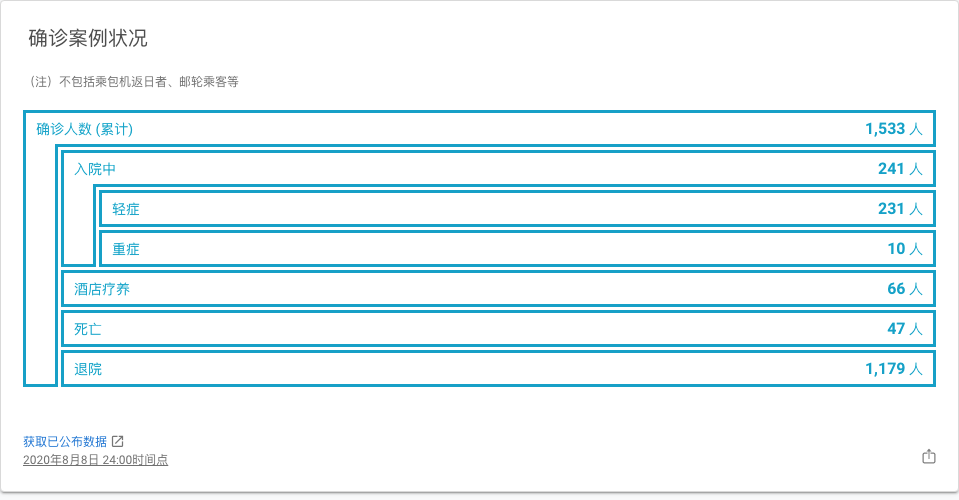 确诊案例状况
（注）不包括乘包机返日者、邮轮乘客等
确诊人数 (累计) 1,533 人
入院中 241 人
轻症 231 人
重症 10 人
酒店疗养 66 人
死亡 47 人
退院 1,179 人
获取已公布数据
2020年8月8日 24:00时间点